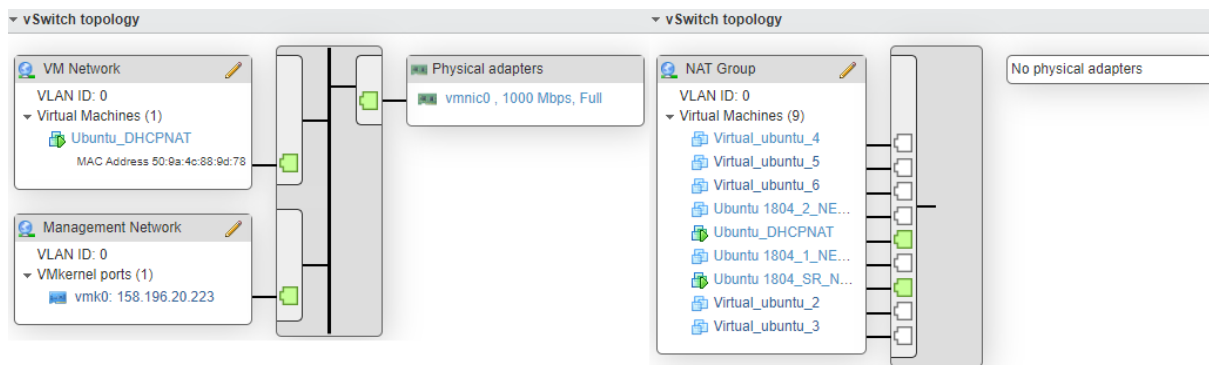 vSwitch topology
VM Network
VLAN ID: 0
Virtual Machines (1)
Ubuntu_DHCPNAT
MAC Address 50:9a:4c:88:9d:78
Management Network
VLAN ID: 0
VMkernel ports (1)
vmk0: 158.196.20.223
Physical adapters
vmnic0 , 1000 Mbps, Full
vSwitch topology
NAT Group
VLAN ID: 0
Virtual Machines (9)
Virtual_ubuntu_4
Virtual_ubuntu_5
Virtual_ubuntu_6
Ubuntu 1804_2_NE...
Ubuntu_DHCPNAT
Ubuntu 1804_1_NE...
Ubuntu 1804_SR_N...
Virtual_ubuntu_2
Virtual_ubuntu_3
No physical adapters